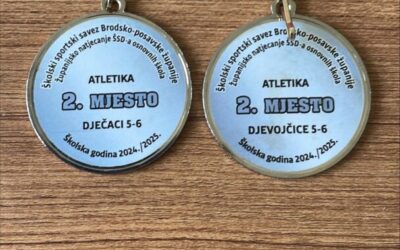 Školski sportski savez Brodsko-posavske županije
županijsko natjecanje ŠSD-a osnovnih škola
ATLETIKA
2. MJESTO
DJEČACI 5-6
Školska godina 2024./2025.
Školski sportski savez Brodsko-posavske županije
županijsko natjecanje ŠSD-a osnovnih škola
ATLETIKA
2. MJESTO
DJEVOJČICE 5-6
Školska godina 2024./2025.